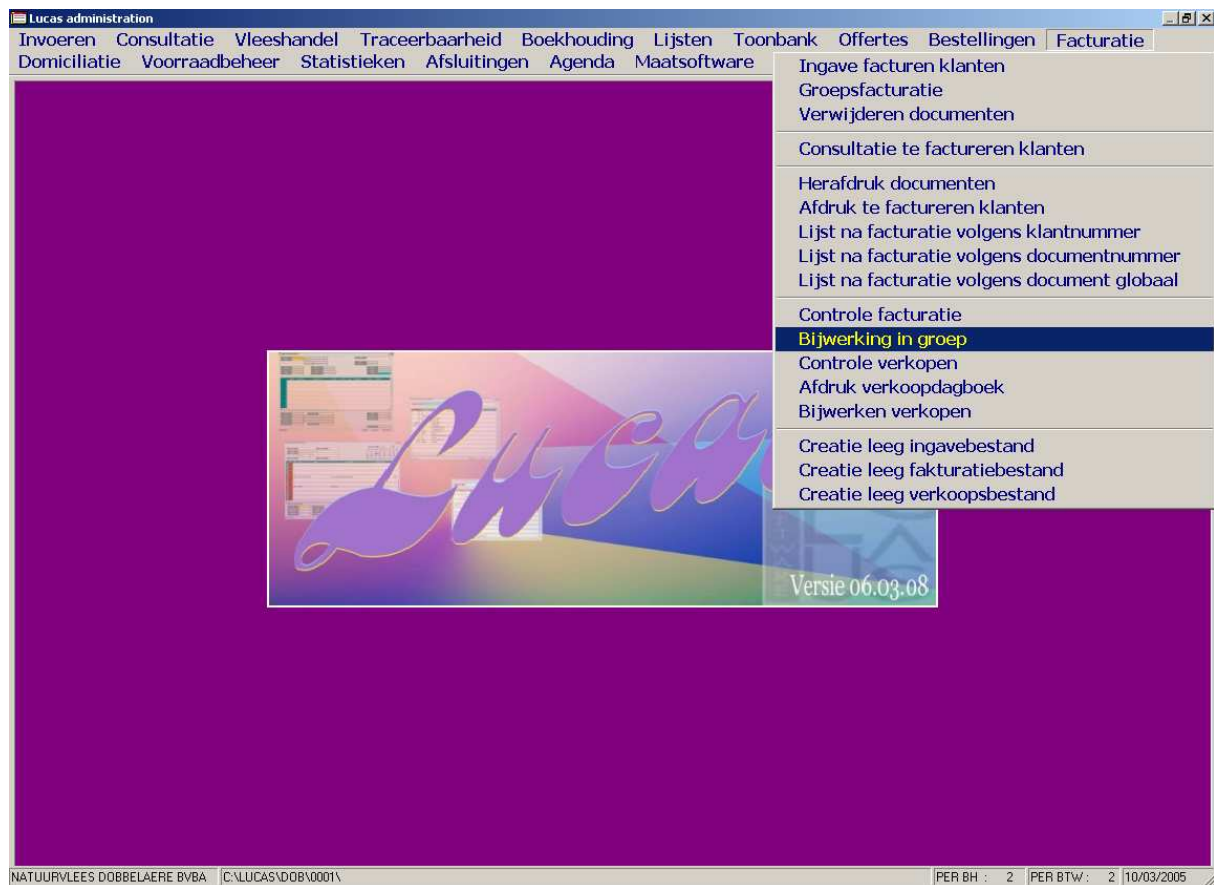 Lucas administration
Invoeren Consultatie Vleeshandel Traceerbaarheid Boekhouding Lijsten Toonbank Offertes Bestellingen Facturatie
Domiciliatie Voorraadbeheer Statistieken Afsluitingen Agenda Maatsoftware
Ingave facturen klanten
Groepsfacturatie
Verwijderen documenten
Consultatie te factureren klanten
Herafdruk documenten
Afdruk te factureren klanten
Lijst na facturatie volgens klantnummer
Lijst na facturatie volgens documentnummer
Lijst na facturatie volgens document globaal
Controle facturatie
Bijwerking in groep
Controle verkopen
Afdruk verkoopdagboek
Bijwerken verkopen
Creatie leeg ingavebestand
Creatie leeg fakturatiebestand
Creatie leeg verkoopsbestand
Versie 06.03.08
NATUURVLEES DOBBELAERE BVBA C:\LUCAS\DOB\0001\ PER BH : 2 PER BTW : 2 10/03/2005